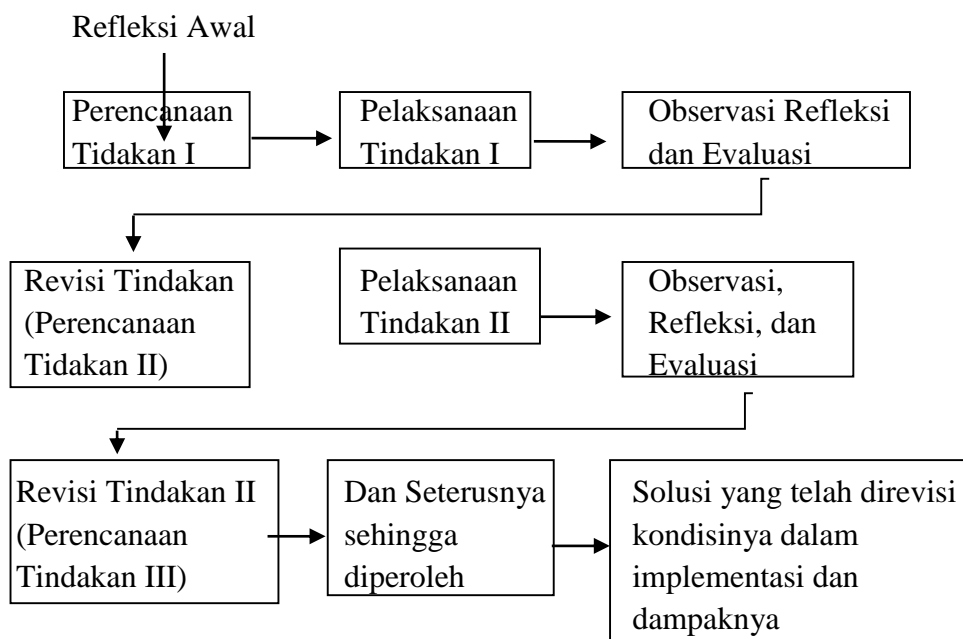 Refleksi Awal
Perencanaan
Tidakan I
Pelaksanaan
Tindakan I
Observasi Refleksi
dan Evaluasi
Revisi Tindakan
(Perencanaan
Tidakan II)
Pelaksanaan
Tindakan II
Observasi,
Refleksi, dan
Evaluasi
Revisi Tindakan II
(Perencanaan
Tindakan III)
Dan Seterusnya
sehingga
diperoleh
Solusi yang telah direvisi
kondisinya dalam
implementasi dan
dampaknya